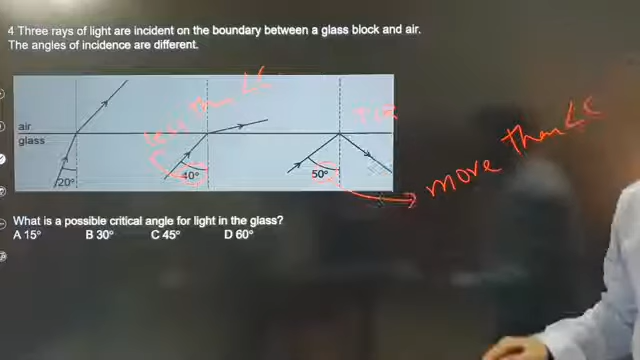 4 Three rays of light are incident on the boundary between a glass block and air.
The angles of incidence are different.
less than <c
TIR
more than <c
air
glass
20°
40°
50°
What is a possible critical angle for light in the glass?
A 15° B 30° C 45° D 60°